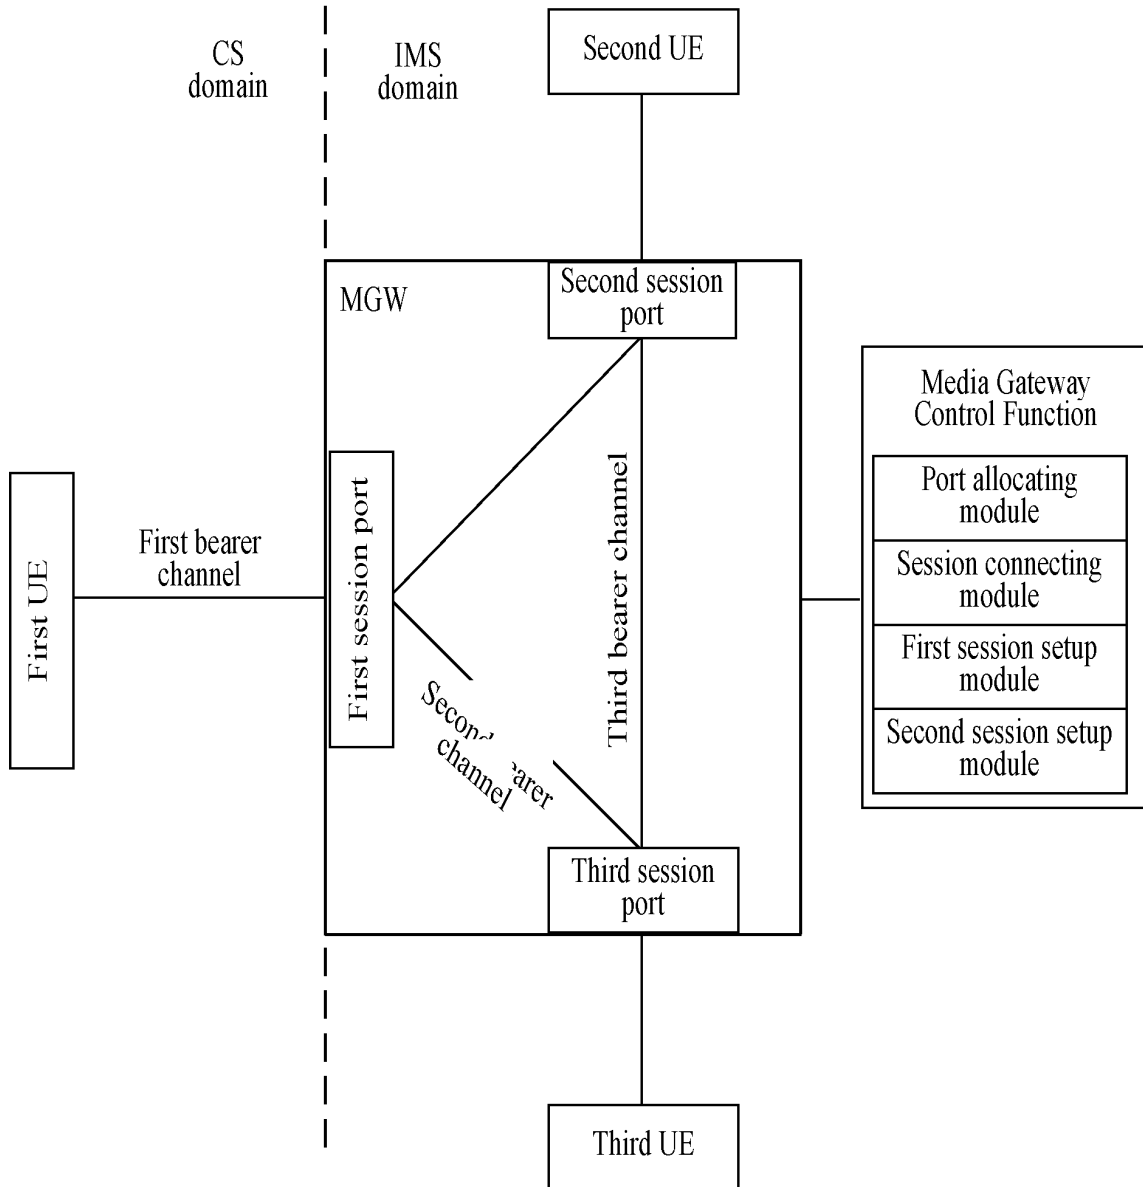 CS
domain
IMS
domain
Second UE
MGW
Second session
port
Media Gateway
Control Function
Port allocating
module
Session connecting
module
First session setup
module
Second session setup
module
First UE
First bearer
channel
First session port
Third bearer channel
channel
Third session
port
Third UE